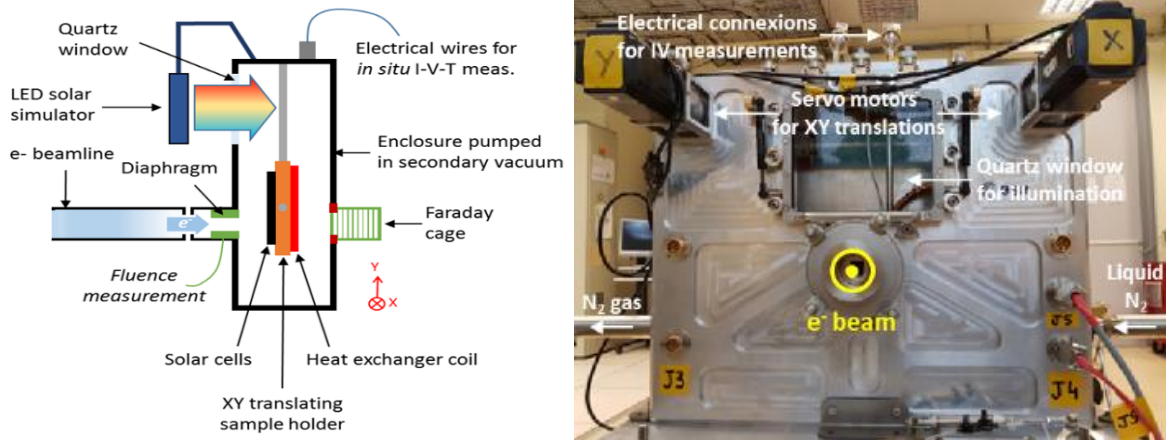 Quartz
window
Electrical wires for
in situ I-V-T meas.
LED solar
simulator
e- beamline
Diaphragm
Enclosure pumped
in secondary vacuum
e-
Faraday
cage
Fluence
measurement
Y
X
Solar cells
Heat exchanger coil
XY translating
sample holder
Electrical connexions
for IV measurements
Y
X
Servo motors
for XY translations
Quartz window
for illumination
N₂ gas
Liquid
N₂
e⁻ beam
J5
J3
J4
J5